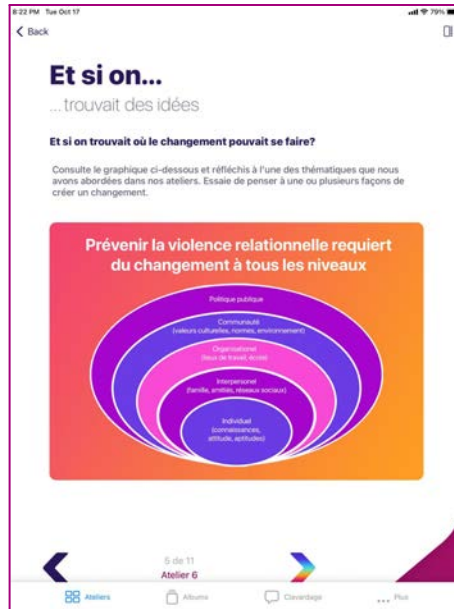 8:22 PM Tue Oct 17
79%
Back
Et si on...
...trouvait des idées
Et si on trouvait où le changement pouvait se faire?
Consulte le graphique ci-dessous et réfléchis à l'une des thématiques que nous
avons abordées dans nos ateliers. Essaie de penser à une ou plusieurs façons de
créer un changement.
Prévenir la violence relationnelle requiert
du changement à tous les niveaux
Politique publique
Communauté
(valeurs culturelles, normes, environnement)
Organisationel
(lieux de travail, école)
Interpersonel
(famille, amitiés, réseaux sociaux)
Individuel
(connaissances,
attitude, aptitudes)
5 de 11
Atelier 6
Ateliers
Albums
Clavardage
... Plus